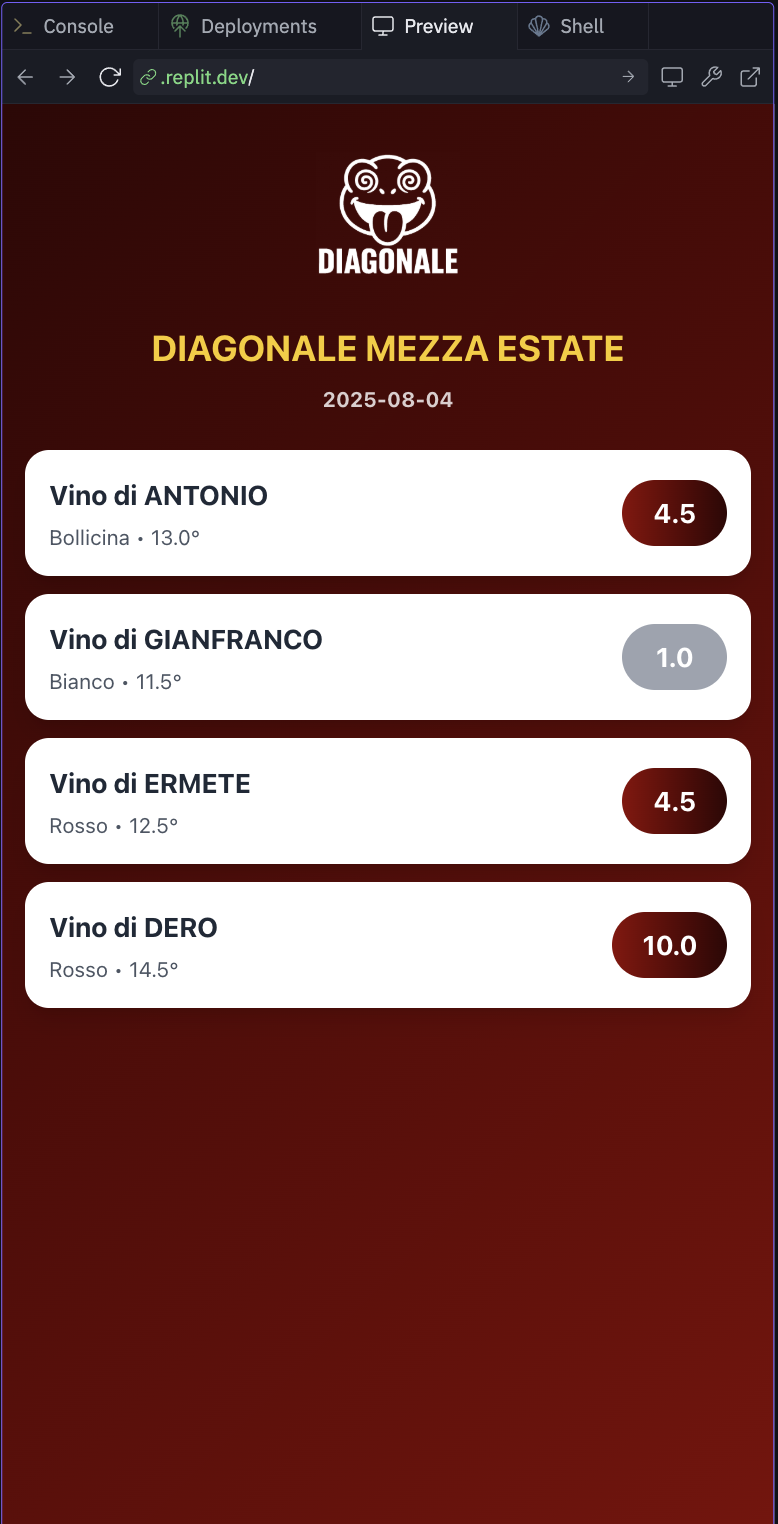 Console Deployments Preview Shell
.replit.dev/
DIAGONALE
DIAGONALE MEZZA ESTATE
2025-08-04
Vino di ANTONIO
Bollicina • 13.0°
4.5
Vino di GIANFRANCO
Bianco • 11.5°
1.0
Vino di ERMETE
Rosso • 12.5°
4.5
Vino di DERO
Rosso • 14.5°
10.0